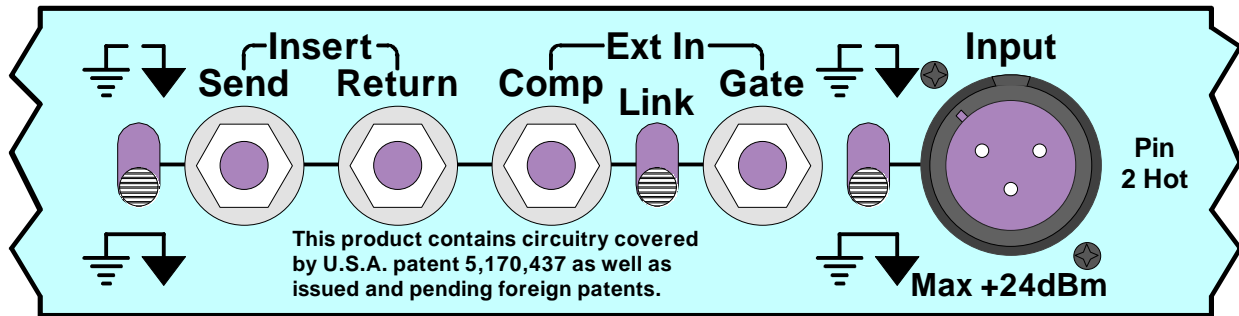 Insert
Ext In
Input
Send
Return
Comp
Link
Gate
Pin
2 Hot
This product contains circuitry covered
by U.S.A. patent 5,170,437 as well as
issued and pending foreign patents.
Max +24dBm